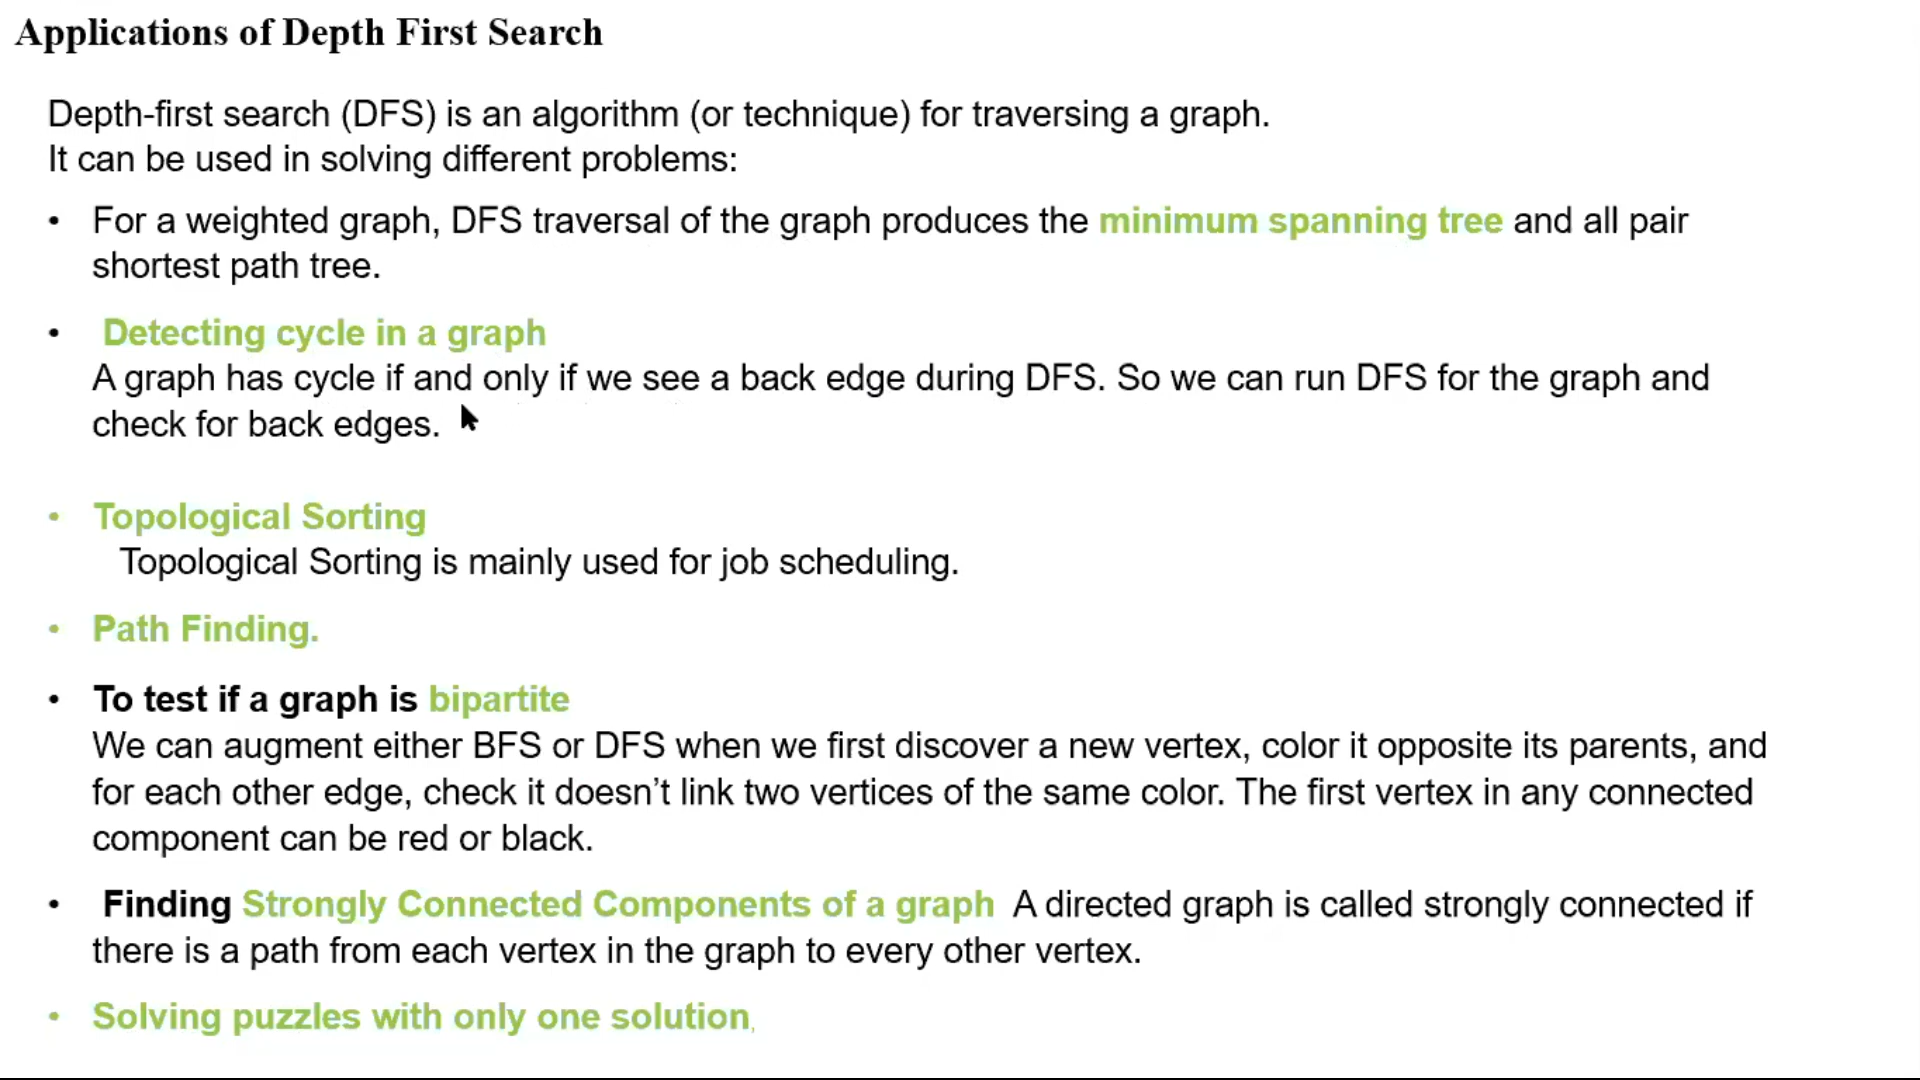 Applications of Depth First Search
Depth-first search (DFS) is an algorithm (or technique) for traversing a graph.
It can be used in solving different problems:
• For a weighted graph, DFS traversal of the graph produces the minimum spanning tree and all pair
shortest path tree.
• Detecting cycle in a graph
A graph has cycle if and only if we see a back edge during DFS. So we can run DFS for the graph and
check for back edges.
• Topological Sorting
Topological Sorting is mainly used for job scheduling.
• Path Finding.
• To test if a graph is bipartite
We can augment either BFS or DFS when we first discover a new vertex, color it opposite its parents, and
for each other edge, check it doesn’t link two vertices of the same color. The first vertex in any connected
component can be red or black.
• Finding Strongly Connected Components of a graph A directed graph is called strongly connected if
there is a path from each vertex in the graph to every other vertex.
• Solving puzzles with only one solution,